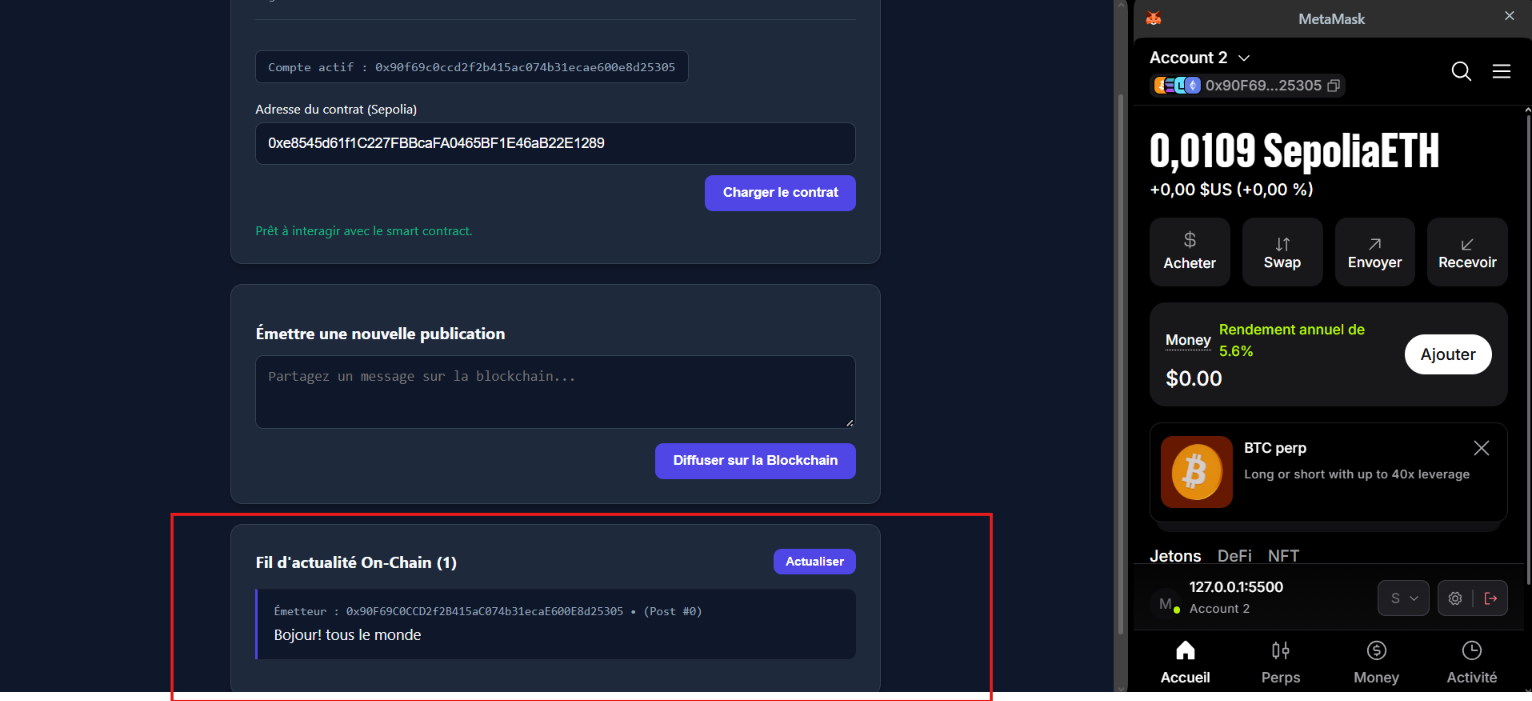 Compte actif : 0x90f69c0ccd2f2b415ac074b31ecae600e8d25305
Adresse du contrat (Sepolia)
0xe8545d61f1C227FBBcaFA0465BF1E46aB22E1289
Charger le contrat
Prêt à interagir avec le smart contract.
Émettre une nouvelle publication
Partagez un message sur la blockchain...
Diffuser sur la Blockchain
Fil d'actualité On-Chain (1)
Actualiser
Émetteur : 0x90F69C0CCD2f2B415aC074b31ecaE600E8d25305 • (Post #0)
Bojour! tous le monde
MetaMask
Account 2
0x90F69...25305
0,0109 SepoliaETH
+0,00 $US (+0,00 %)
Acheter
Swap
Envoyer
Recevoir
Money
Rendement annuel de
5.6%
$0.00
Ajouter
BTC perp
Long or short with up to 40x leverage
Jetons DeFi NFT
M
127.0.0.1:5500
Account 2
S
Accueil
Perps
Money
Activité